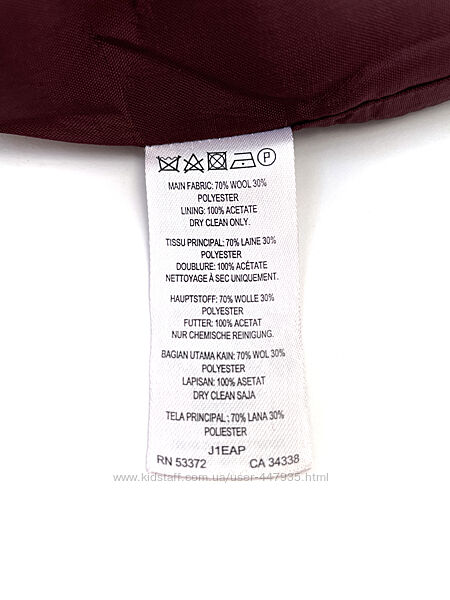 P
MAIN FABRIC: 70% WOOL 30%
POLYESTER
LINING: 100% ACETATE
DRY CLEAN ONLY.
TISSU PRINCIPAL: 70% LAINE 30%
POLYESTER
DOUBLURE: 100% ACÉTATE
NETTOYAGE À SEC UNIQUEMENT.
HAUPTSTOFF: 70% WOLLE 30%
POLYESTER
FUTTER: 100% ACETAT
NUR CHEMISCHE REINIGUNG.
BAGIAN UTAMA KAIN: 70% WOL 30%
POLYESTER
LAPISAN: 100% ASETAT
DRY CLEAN SAJA
TELA PRINCIPAL: 70% LANA 30%
POLIESTER
J1EAP
RN 53372 CA 34338
www.kidstaff.com.ua/user-447935.html